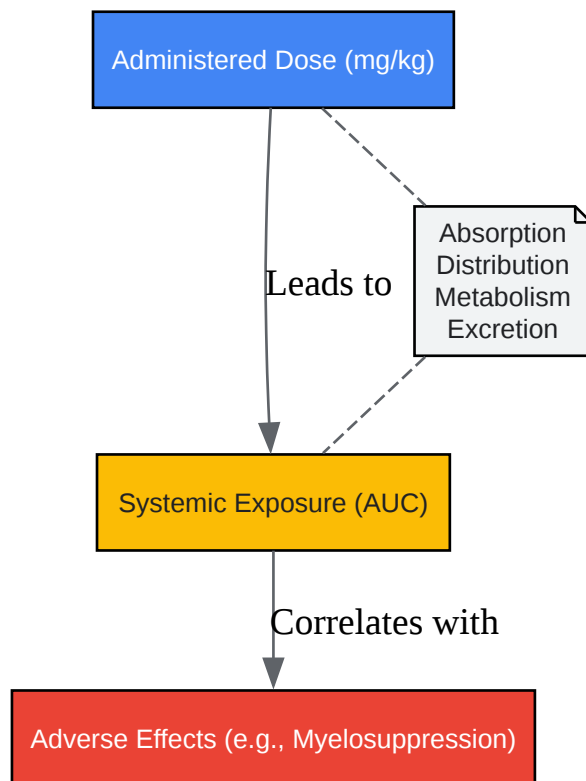 Administered Dose (mg/kg)
Absorption
Distribution
Metabolism
Excretion
Leads to
Systemic Exposure (AUC)
Correlates with
Adverse Effects (e.g., Myelosuppression)